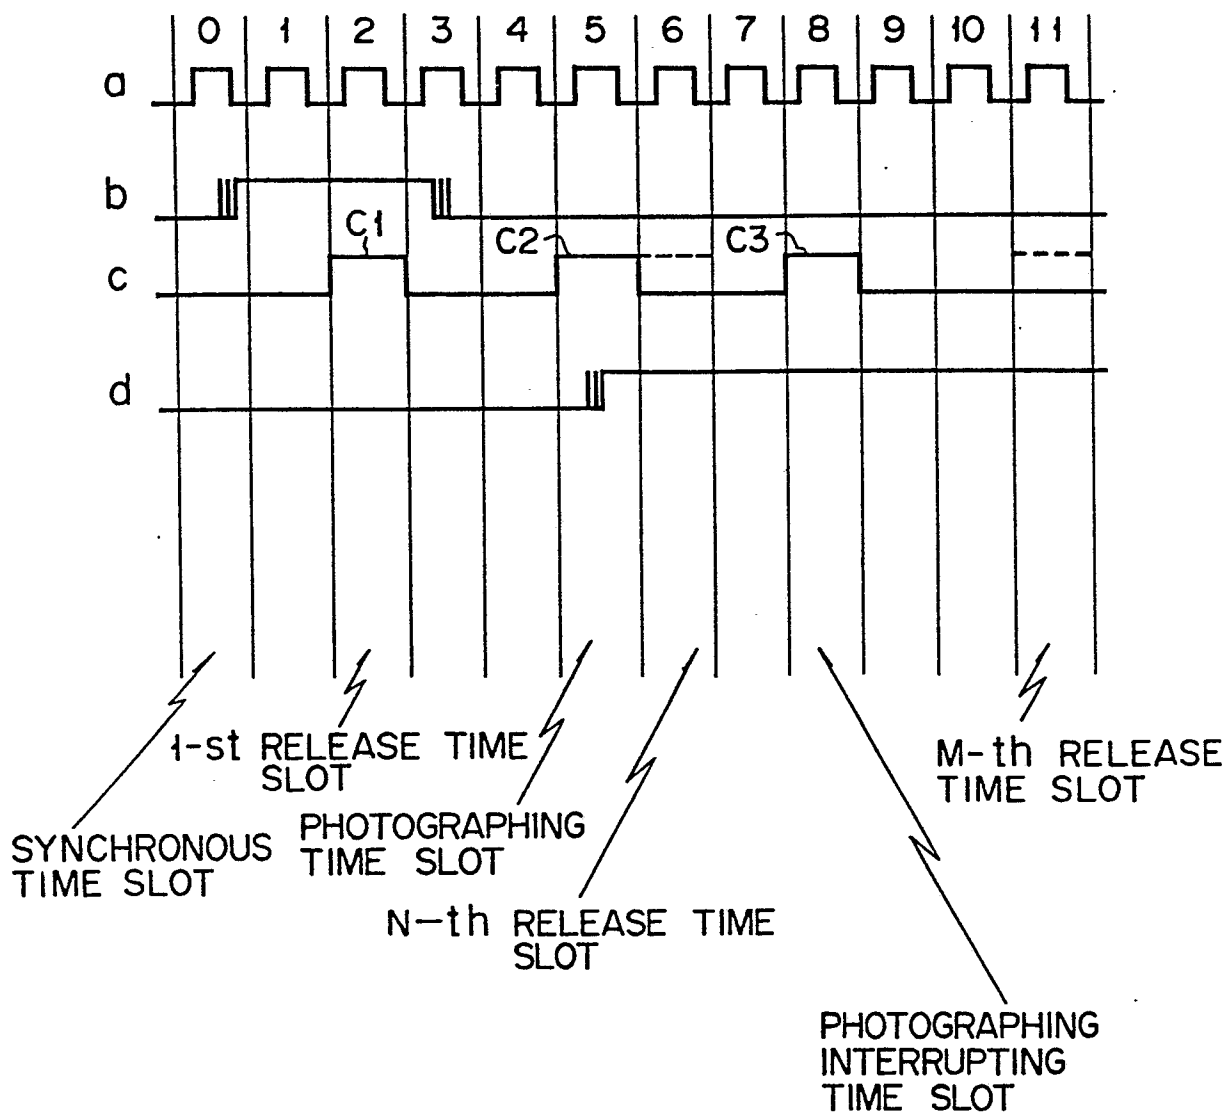 0 1 2 3 4 5 6 7 8 9 10 11
a
b
C1
C2
C3
c
d
1-st RELEASE TIME
SLOT
M-th RELEASE
TIME SLOT
PHOTOGRAPHING
TIME SLOT
SYNCHRONOUS
TIME SLOT
N-th RELEASE TIME
SLOT
PHOTOGRAPHING
INTERRUPTING
TIME SLOT